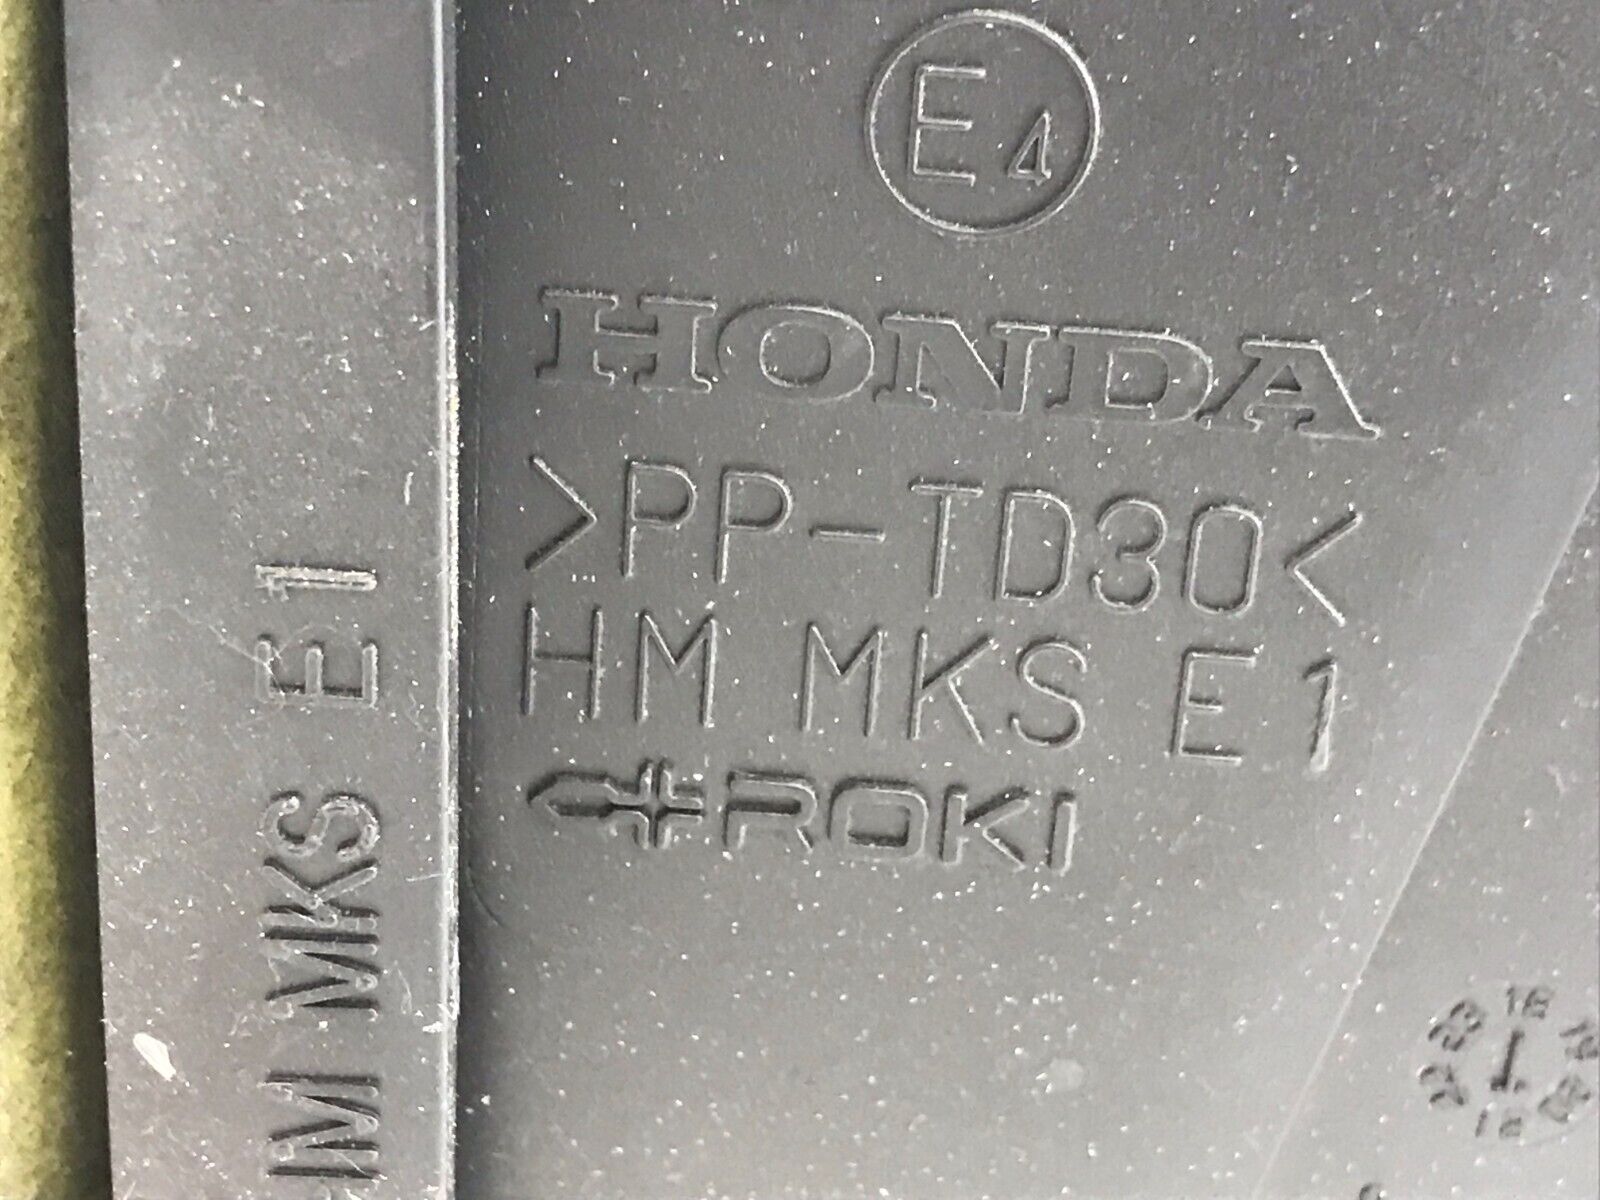 E4
HONDA
>PP-TD30<
HM MKS E1
ROKI
HM MKS E1